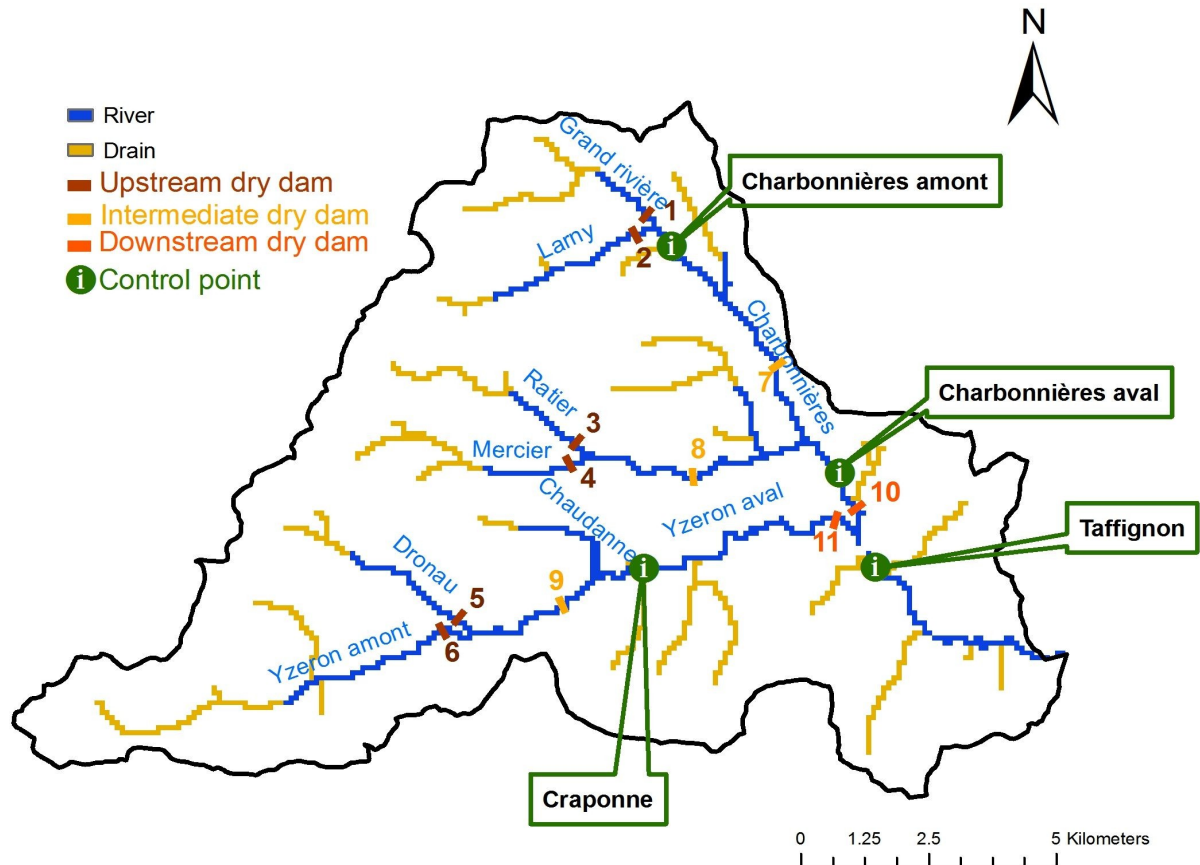 N
River
Drain
Upstream dry dam
Intermediate dry dam
Downstream dry dam
i Control point
Grand rivière
1
Charbonnières amont
Larny
2
i
Charbonnières
7
Charbonnières aval
Ratier
3
Mercier
4
8
i
10
Chaudanne
Yzeron aval
11
Taffignon
Dronau
i
i
9
5
Yzeron amont
6
Craponne
0 1.25 2.5 5 Kilometers